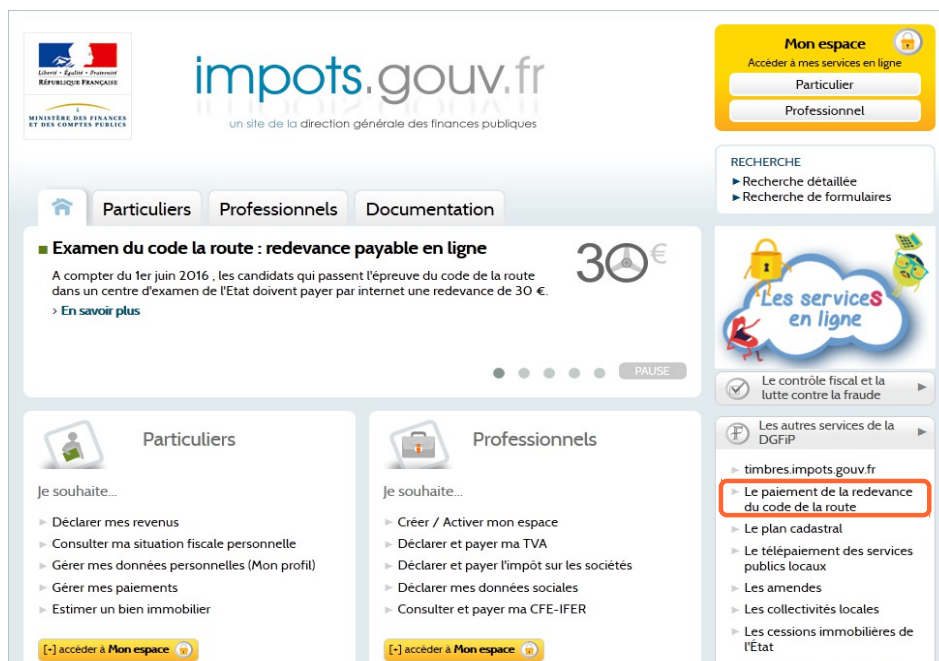 Liberté • Égalité • Fraternité
RÉPUBLIQUE FRANÇAISE
MINISTÈRE DES FINANCES
ET DES COMPTES PUBLICS
impots.gouv.fr
un site de la direction générale des finances publiques
Mon espace
Accéder à mes services en ligne
Particulier
Professionnel
RECHERCHE
Recherche détaillée
Recherche de formulaires
Particuliers
Professionnels
Documentation
Examen du code la route : redevance payable en ligne
A compter du 1er juin 2016 , les candidats qui passent l'épreuve du code de la route
dans un centre d'examen de l'Etat doivent payer par internet une redevance de 30 €.
› En savoir plus
30€
PAUSE
Les services
en ligne
Le contrôle fiscal et la
lutte contre la fraude
Les autres services de la
DGFiP
timbres.impots.gouv.fr
Le paiement de la redevance
du code de la route
Le plan cadastral
Le télépaiement des services
publics locaux
Les amendes
Les collectivités locales
Les cessions immobilières de
l'État
Particuliers
Je souhaite...
Déclarer mes revenus
Consulter ma situation fiscale personnelle
Gérer mes données personnelles (Mon profil)
Gérer mes paiements
Estimer un bien immobilier
[+] accéder à Mon espace
Professionnels
Je souhaite...
Créer / Activer mon espace
Déclarer et payer ma TVA
Déclarer et payer l'impôt sur les sociétés
Déclarer mes données sociales
Consulter et payer ma CFE-IFER
[+] accéder à Mon espace